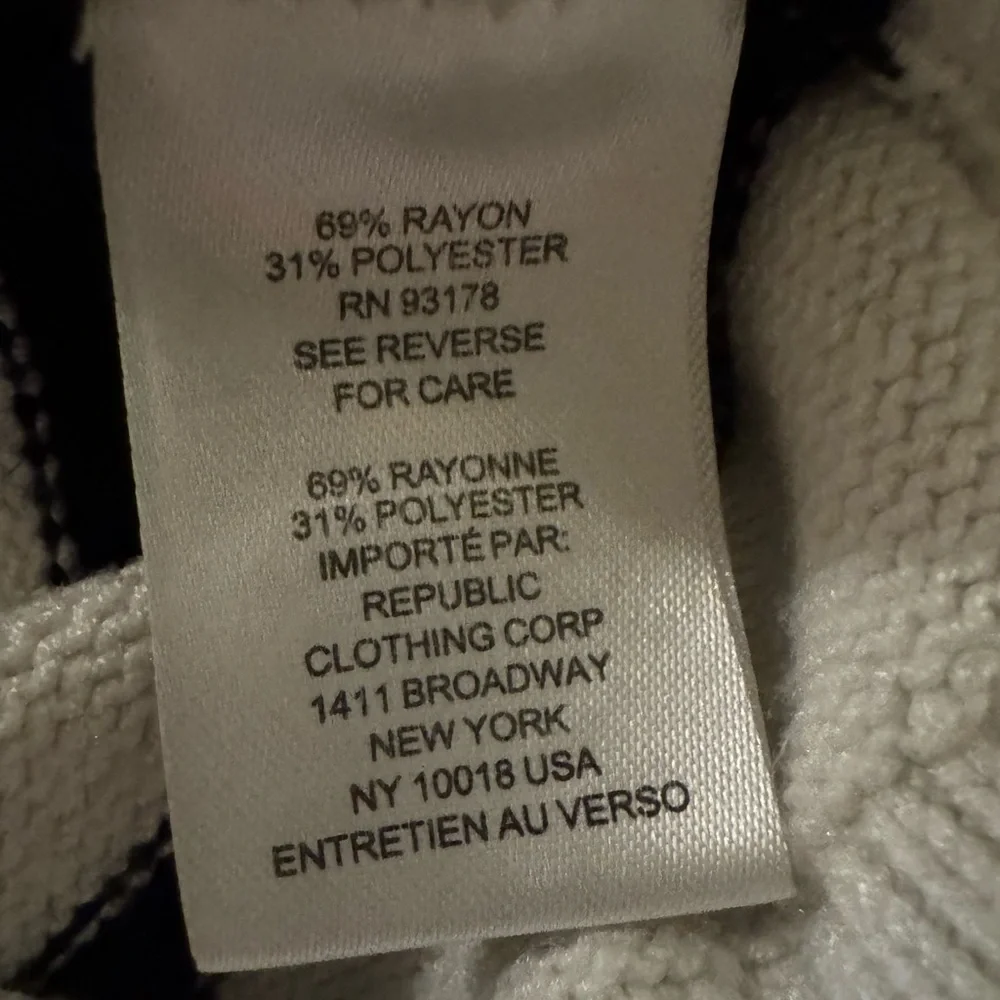 69% RAYON
31% POLYESTER
RN 93178
SEE REVERSE
FOR CARE
69% RAYONNE
31% POLYESTER
IMPORTÉ PAR:
REPUBLIC
CLOTHING CORP
1411 BROADWAY
NEW YORK
NY 10018 USA
ENTRETIEN AU VERSO